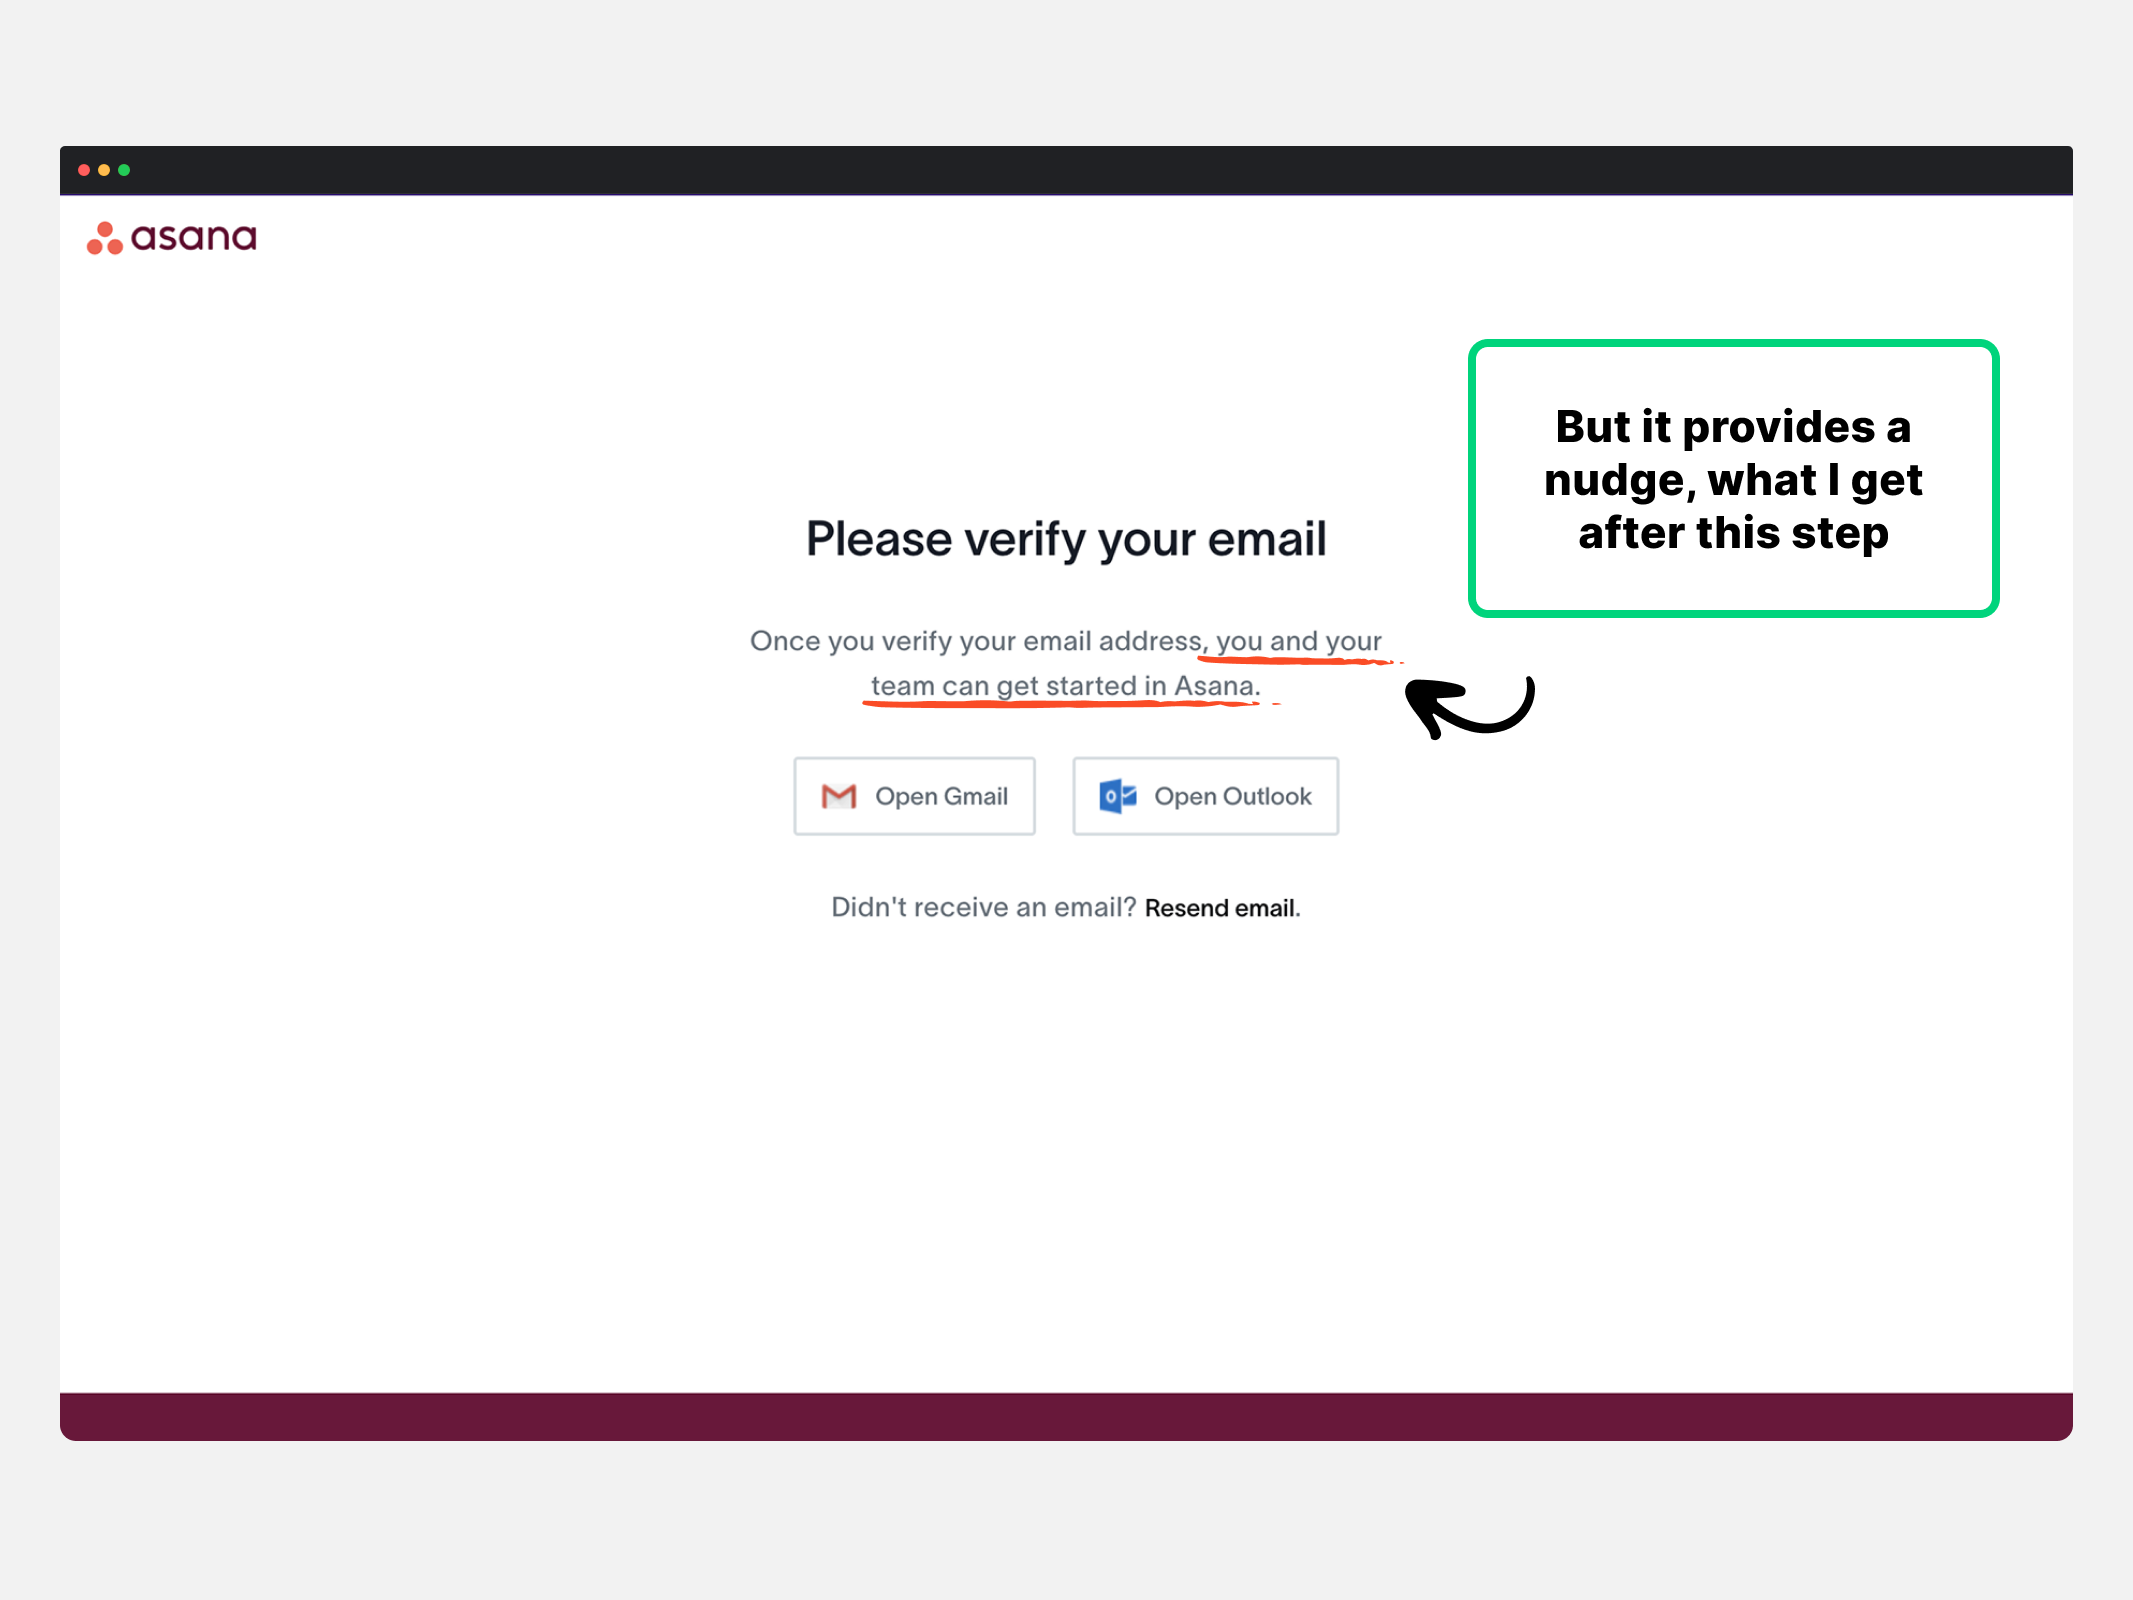 asana
But it provides a
nudge, what I get
after this step
Please verify your email
Once you verify your email address, you and your
team can get started in Asana.
Open Gmail
Open Outlook
Didn't receive an email? Resend email.